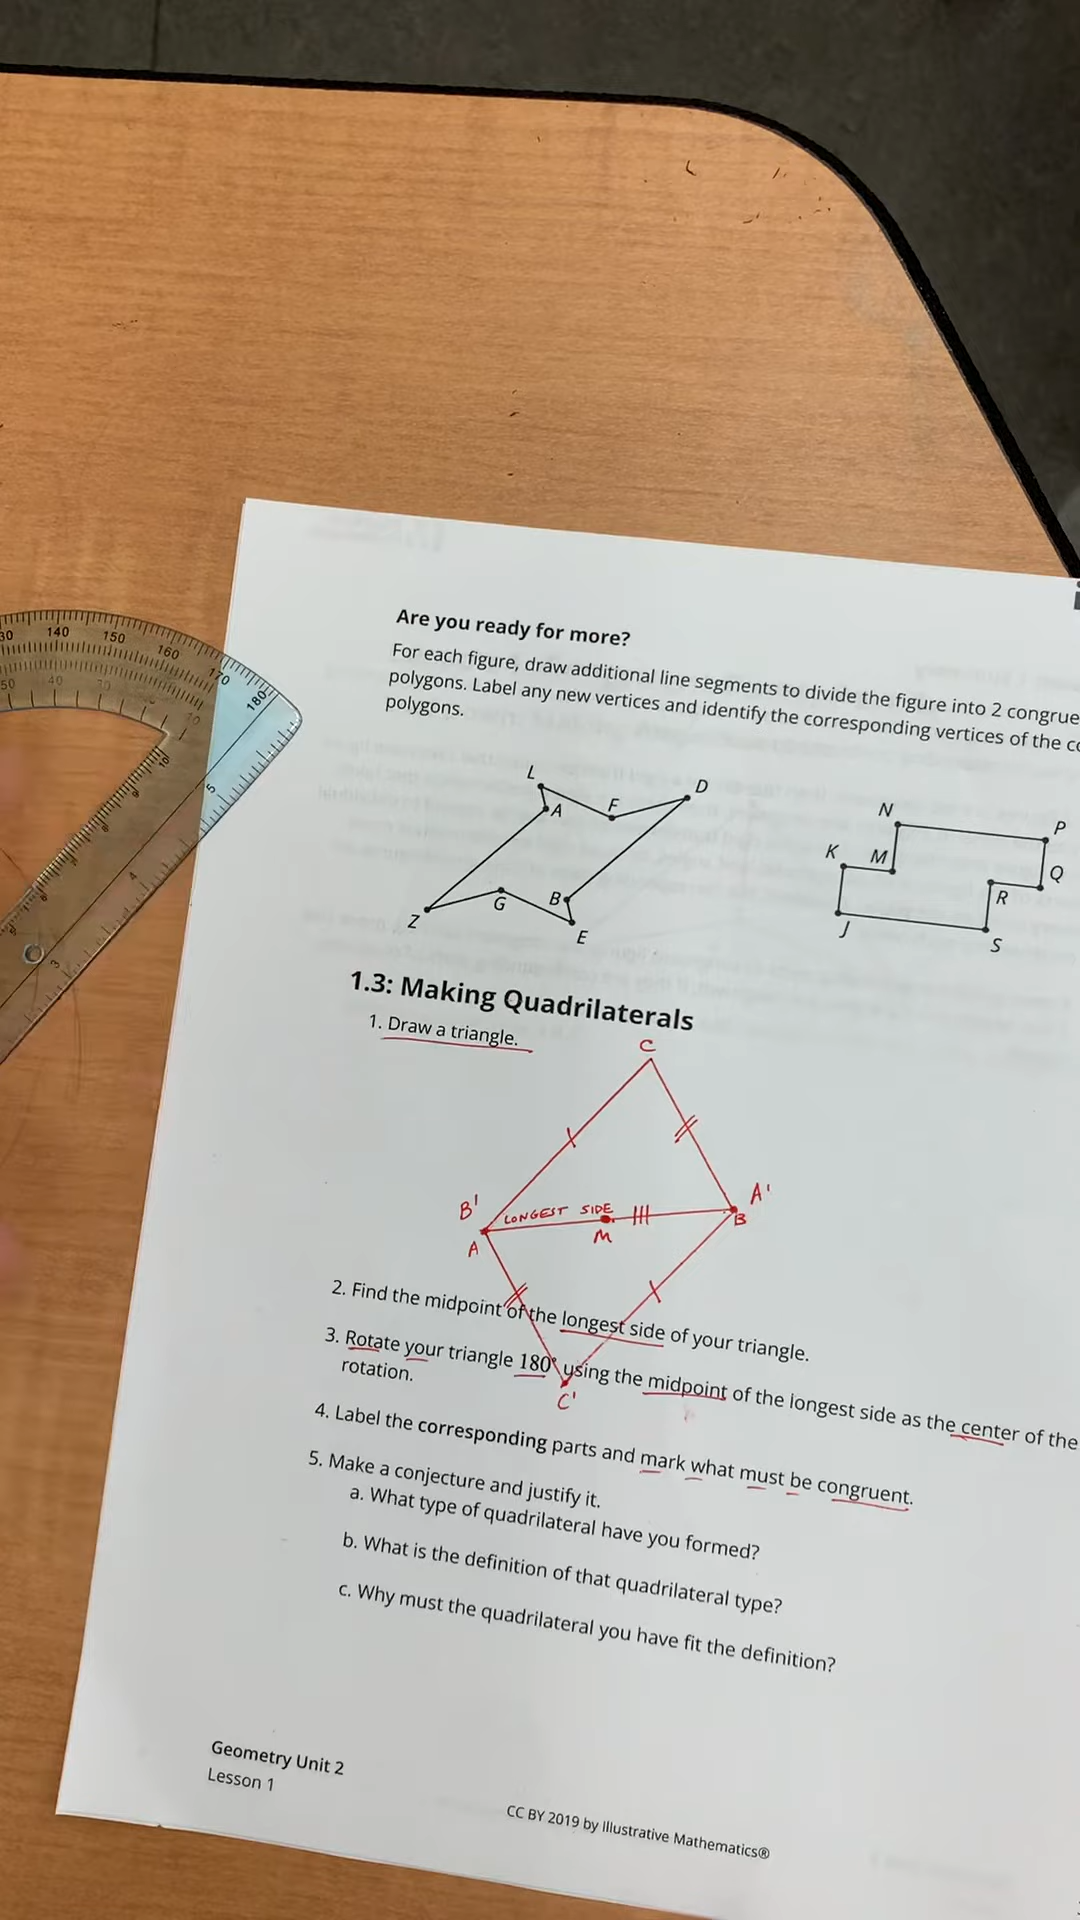 Are you ready for more?
For each figure, draw additional line segments to divide the figure into 2
polygons. Label any new vertices and identify the corresponding vertices of the
polygons.
L
D
A
F
G
B
Z
E
N
P
K
M
Q
R
J
S
1.3: Making Quadrilaterals
1. Draw a triangle.
C
B'
LONGEST SIDE
A'
A
M
B
2. Find the midpoint of the longest side of your triangle.
3. Rotate your triangle 180° using the midpoint of the longest side as the center of the
rotation.
C'
4. Label the corresponding parts and mark what must be congruent.
5. Make a conjecture and justify it.
a. What type of quadrilateral have you formed?
b. What is the definition of that quadrilateral type?
c. Why must the quadrilateral you have fit the definition?
Geometry Unit 2
Lesson 1
CC BY 2019 by Illustrative Mathematics®
140 150 160 170 180
3 4 5